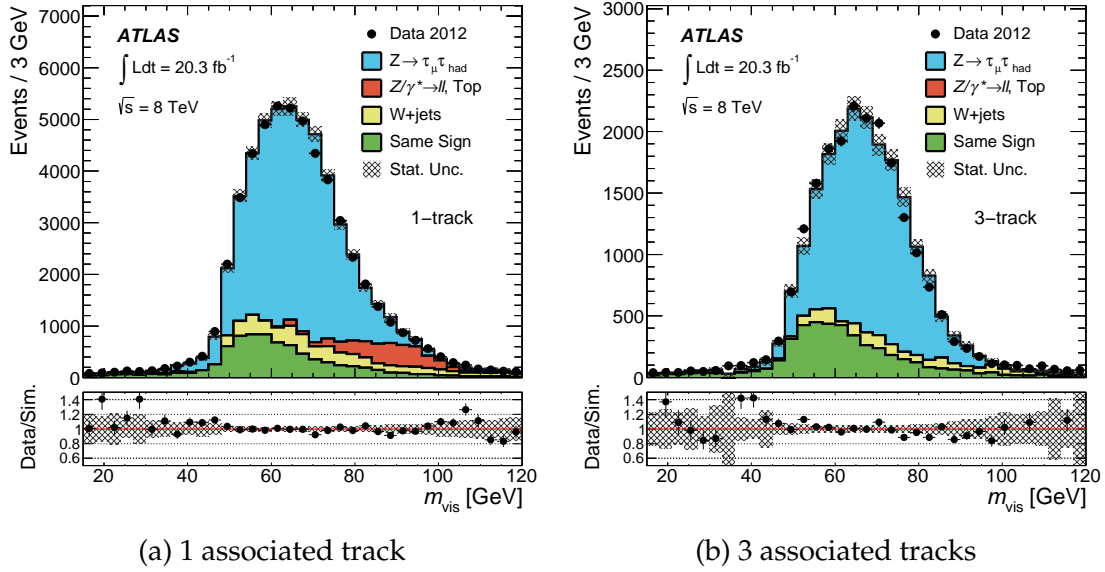 Events / 3 GeV
7000
6000
5000
4000
3000
2000
1000
0
ATLAS
∫ Ldt = 20.3 fb⁻¹
√s = 8 TeV
Data 2012
Z→ τμτhad
Z/γ*→ll, Top
W+jets
Same Sign
Stat. Unc.
1−track
Data/Sim.
1.4
1.2
1
0.8
0.6
20 40 60 80 100 120
mvis [GeV]
(a) 1 associated track
Events / 3 GeV
3000
2500
2000
1500
1000
500
0
ATLAS
∫ Ldt = 20.3 fb⁻¹
√s = 8 TeV
Data 2012
Z→ τμτhad
Z/γ*→ll, Top
W+jets
Same Sign
Stat. Unc.
3−track
Data/Sim.
1.4
1.2
1
0.8
0.6
20 40 60 80 100 120
mvis [GeV]
(b) 3 associated tracks